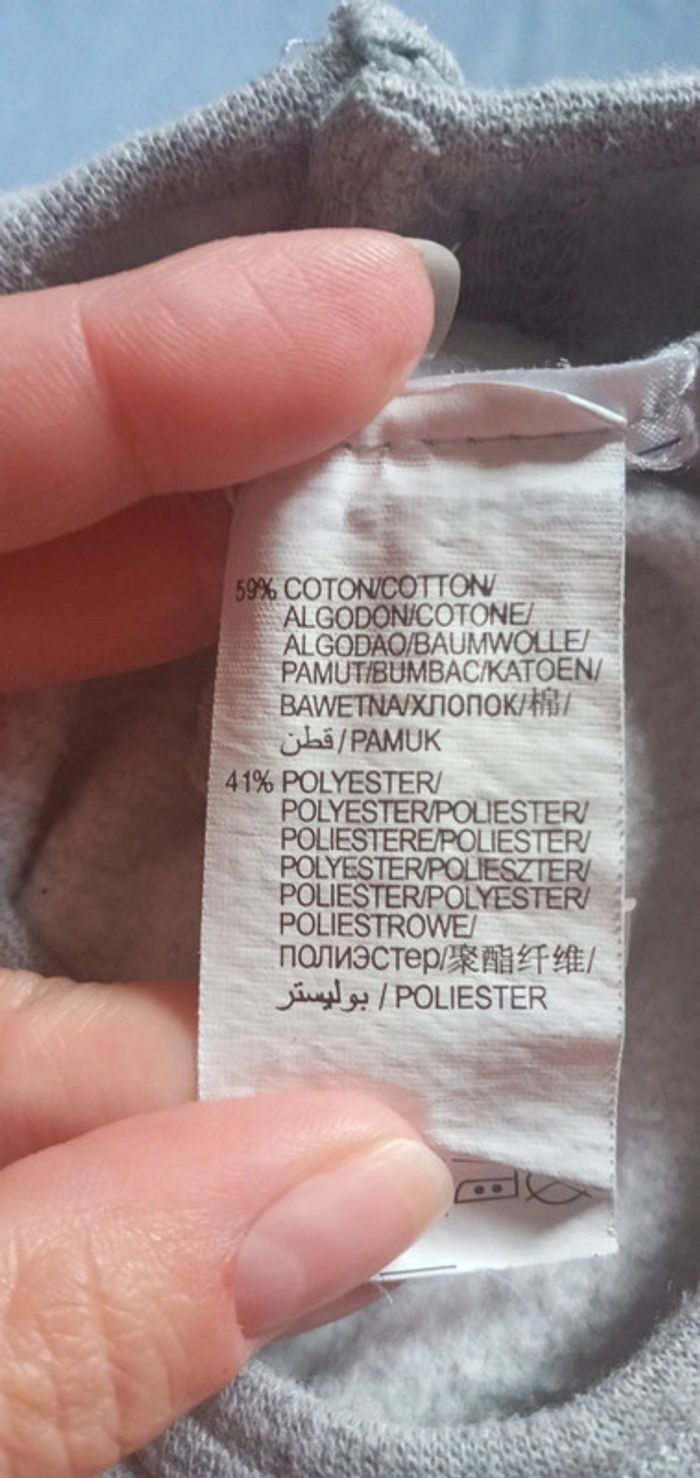 59% COTON/COTTON/
ALGODON/COTONE/
ALGODAO/BAUMWOLLE/
PAMUT/BUMBAC/KATOEN/
BAWEŁNA/ХЛОПОК/棉/
قطن / PAMUK
41% POLYESTER/
POLYESTER/POLIESTER/
POLIESTERE/POLIESTER/
POLYESTER/POLIESZTER/
POLIESTER/POLYESTER/
POLIESTROWE/
ПОЛИЭСТер/聚酯纤维/
بوليستر / POLIESTER